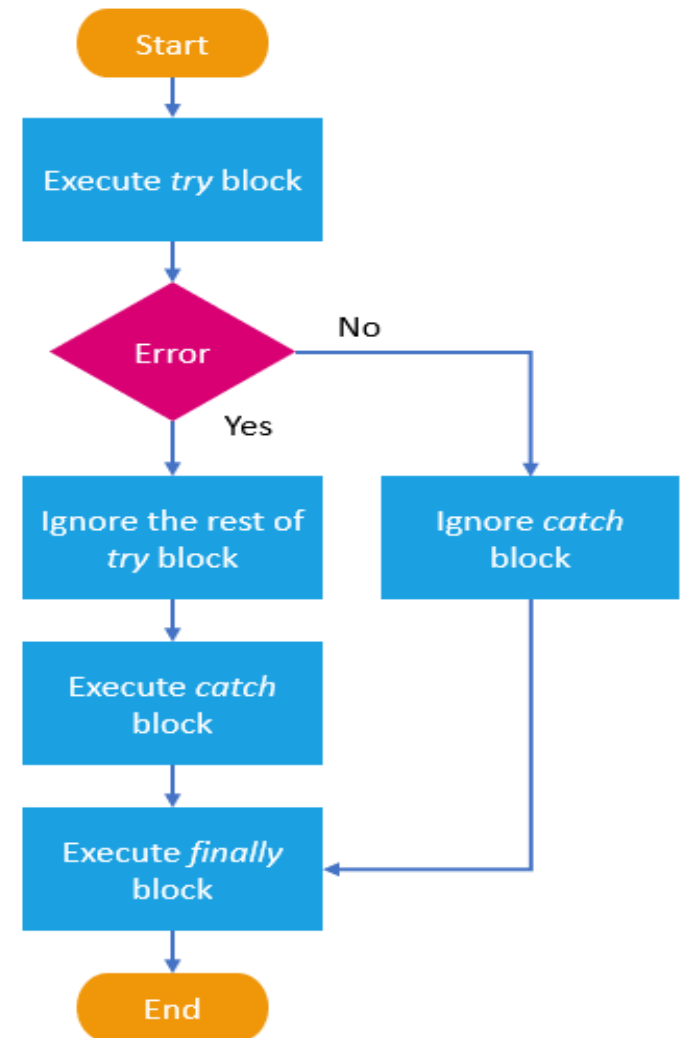 Start
Execute try block
Error
No
Yes
Ignore the rest of
try block
Ignore catch
block
Execute catch
block
Execute finally
block
End